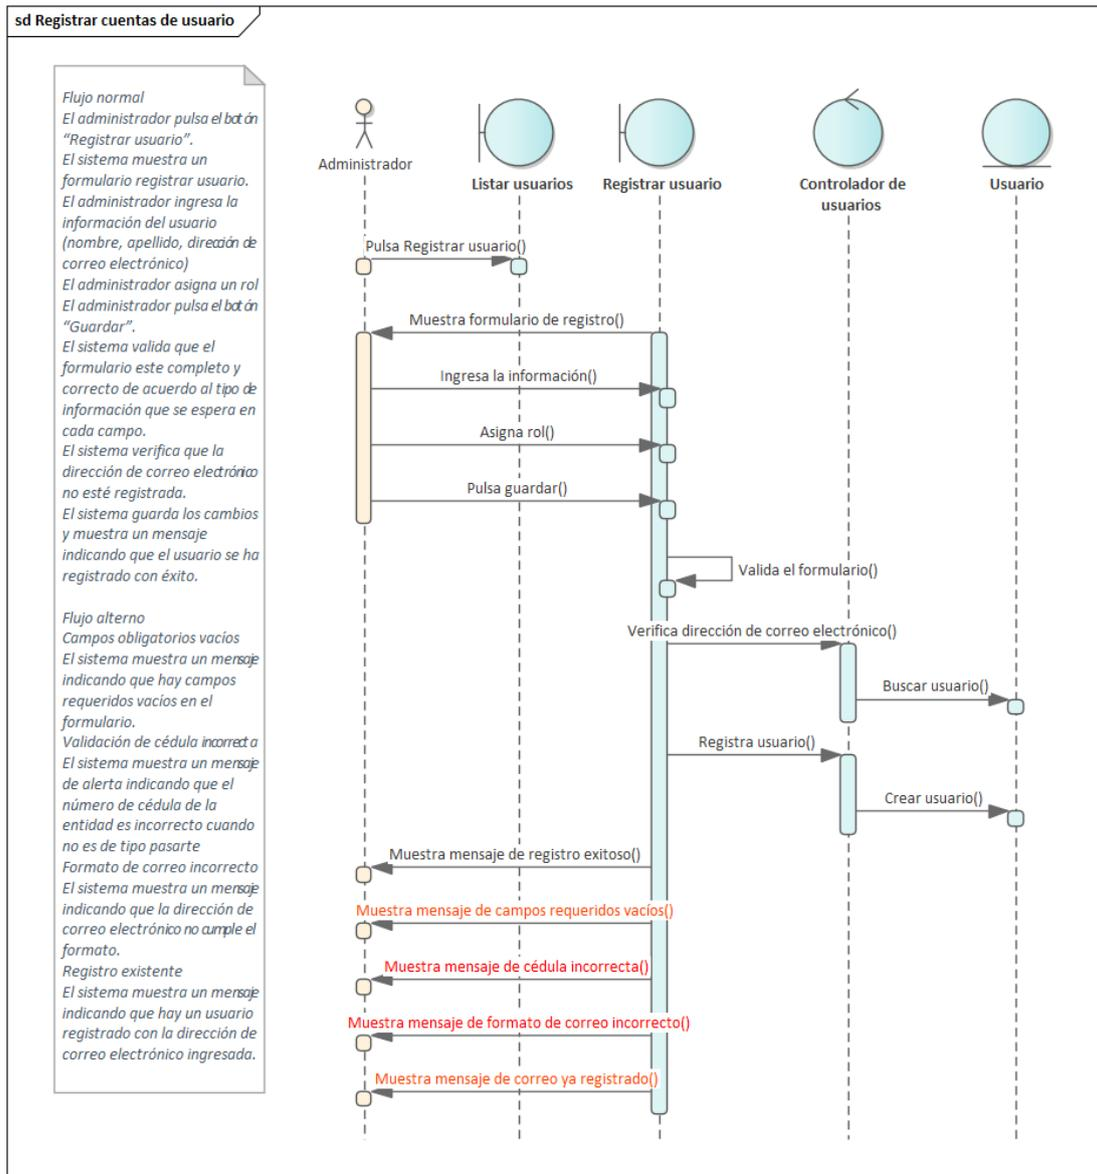 sd Registrar cuentas de usuario
Flujo normal
El administrador pulsa el botón
“Registrar usuario”.
El sistema muestra un
formulario registrar usuario.
El administrador ingresa la
información del usuario
(nombre, apellido, dirección de
correo electrónico)
El administrador asigna un rol
El administrador pulsa el botón
“Guardar”.
El sistema valida que el
formulario este completo y
correcto de acuerdo al tipo de
información que se espera en
cada campo.
El sistema verifica que la
dirección de correo electrónico
no esté registrada.
El sistema guarda los cambios
y muestra un mensaje
indicando que el usuario se ha
registrado con éxito.
Flujo alterno
Campos obligatorios vacíos
El sistema muestra un mensaje
indicando que hay campos
requeridos vacíos en el
formulario.
Validación de cédula incorrecta
El sistema muestra un mensaje
de alerta indicando que el
número de cédula de la
entidad es incorrecto cuando
no es de tipo pasarte
Formato de correo incorrecto
El sistema muestra un mensaje
indicando que la dirección de
correo electrónico no cumple el
formato.
Registro existente
El sistema muestra un mensaje
indicando que hay un usuario
registrado con la dirección de
correo electrónico ingresada.
Administrador
Listar usuarios
Registrar usuario
Controlador de
usuarios
Usuario
Pulsa Registrar usuario()
Muestra formulario de registro()
Ingresa la información()
Asigna rol()
Pulsa guardar()
Valida el formulario()
Verifica dirección de correo electrónico()
Buscar usuario()
Registra usuario()
Crear usuario()
Muestra mensaje de registro exitoso()
Muestra mensaje de campos requeridos vacíos()
Muestra mensaje de cédula incorrecta()
Muestra mensaje de formato de correo incorrecto()
Muestra mensaje de correo ya registrado()